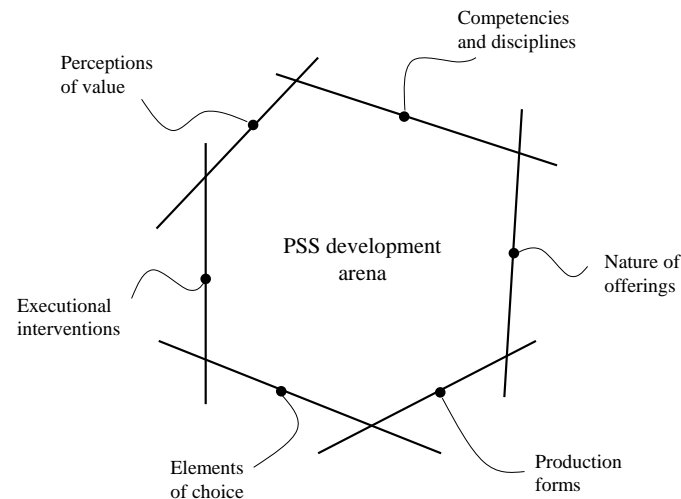 Competencies
and disciplines
Perceptions
of value
PSS development
arena
Nature of
offerings
Executional
interventions
Elements
of choice
Production
forms